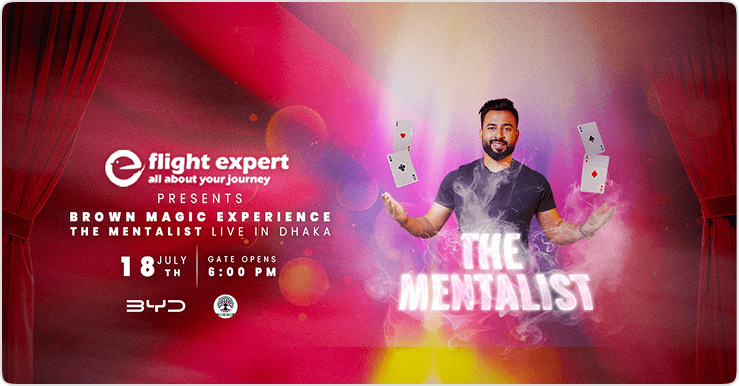 flight expert
all about your journey
PRESENTS
BROWN MAGIC EXPERIENCE
THE MENTALIST LIVE IN DHAKA
18 JULY TH
GATE OPENS
6:00 PM
BYD
THE
MENTALIST